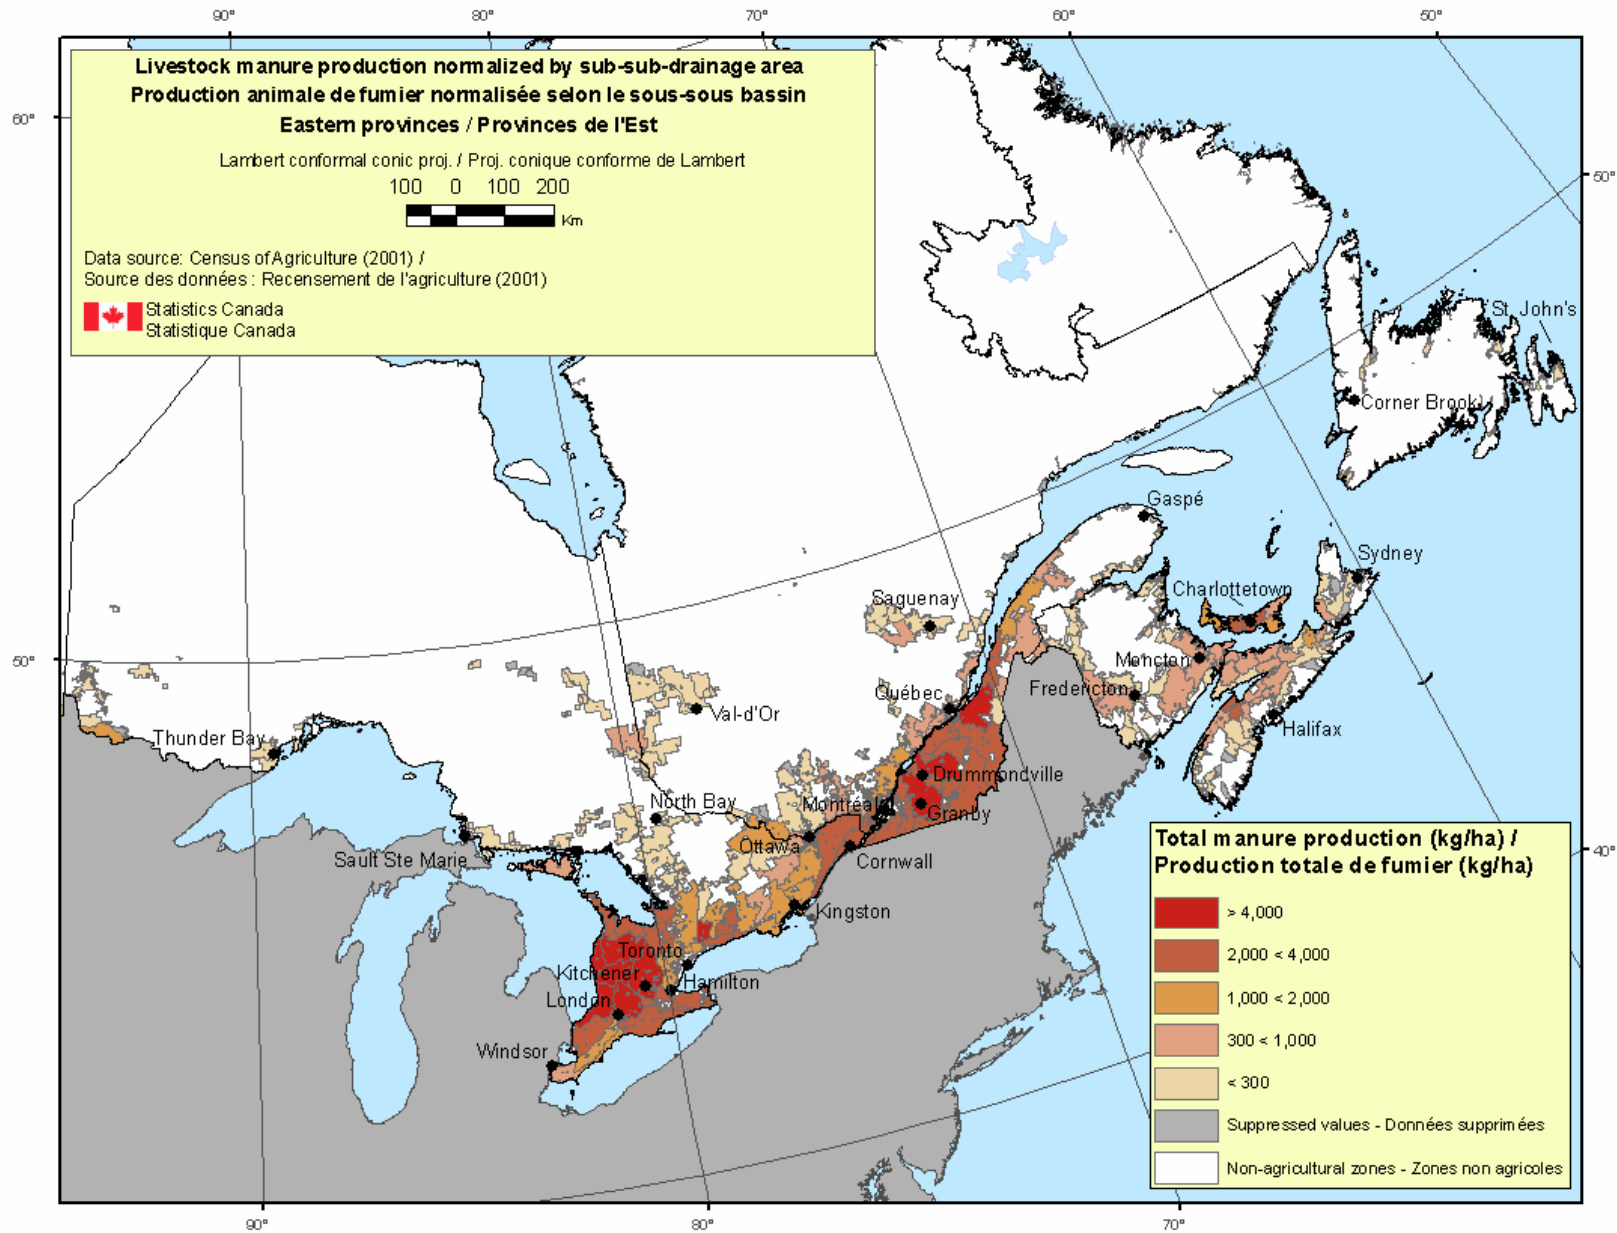 90°
80°
70°
60°
50°
Livestock manure production normalized by sub-sub-drainage area
Production animale de fumier normalisée selon le sous-sous bassin
Eastern provinces / Provinces de l'Est
Lambert conformal conic proj. / Proj. conique conforme de Lambert
100 0 100 200
Km
Data source: Census of Agriculture (2001) /
Source des données : Recensement de l'agriculture (2001)
Statistics Canada
Statistique Canada
60°
50°
St. John's
Corner Brook
Gaspé
Sydney
Charlottetown
Saguenay
50°
Moncton
Fredericton
Québec
Val-d'Or
Halifax
Thunder Bay
Drummondville
North Bay
Montréal
Granby
Ottawa
Cornwall
Sault Ste Marie
40°
Kingston
Toronto
Kitchener
Hamilton
London
Windsor
Total manure production (kg/ha) /
Production totale de fumier (kg/ha)
> 4,000
2,000 < 4,000
1,000 < 2,000
300 < 1,000
< 300
Suppressed values - Données supprimées
Non-agricultural zones - Zones non agricoles
90°
80°
70°